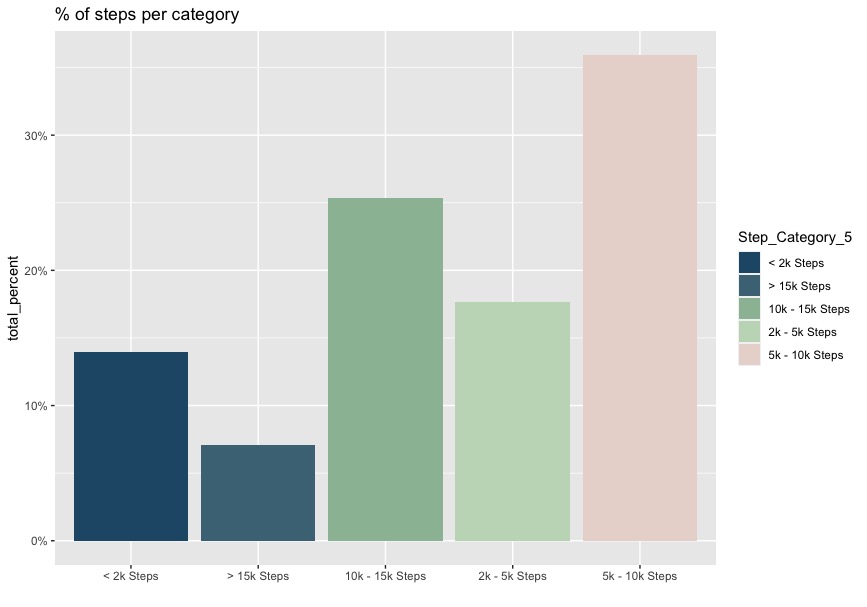 % of steps per category
total_percent
30%
20%
10%
0%
< 2k Steps
> 15k Steps
10k - 15k Steps
2k - 5k Steps
5k - 10k Steps
Step_Category_5
< 2k Steps
> 15k Steps
10k - 15k Steps
2k - 5k Steps
5k - 10k Steps